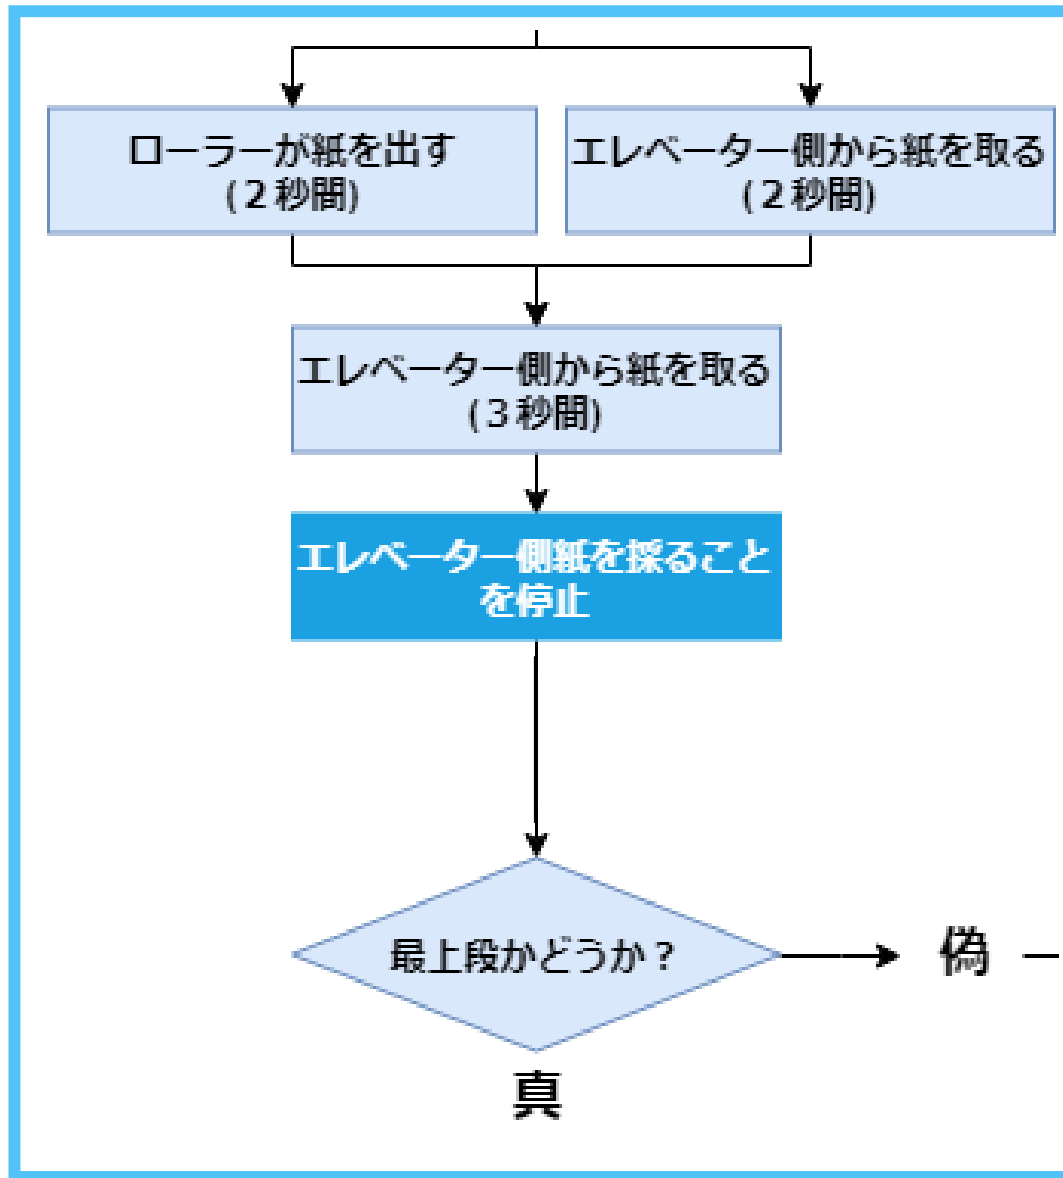 ローラーが紙を出す
(２秒間)
エレベーター側から紙を取る
(２秒間)
エレベーター側から紙を取る
(３秒間)
エレベーター側紙を採ること
を停止
最上段かどうか？
偽
真